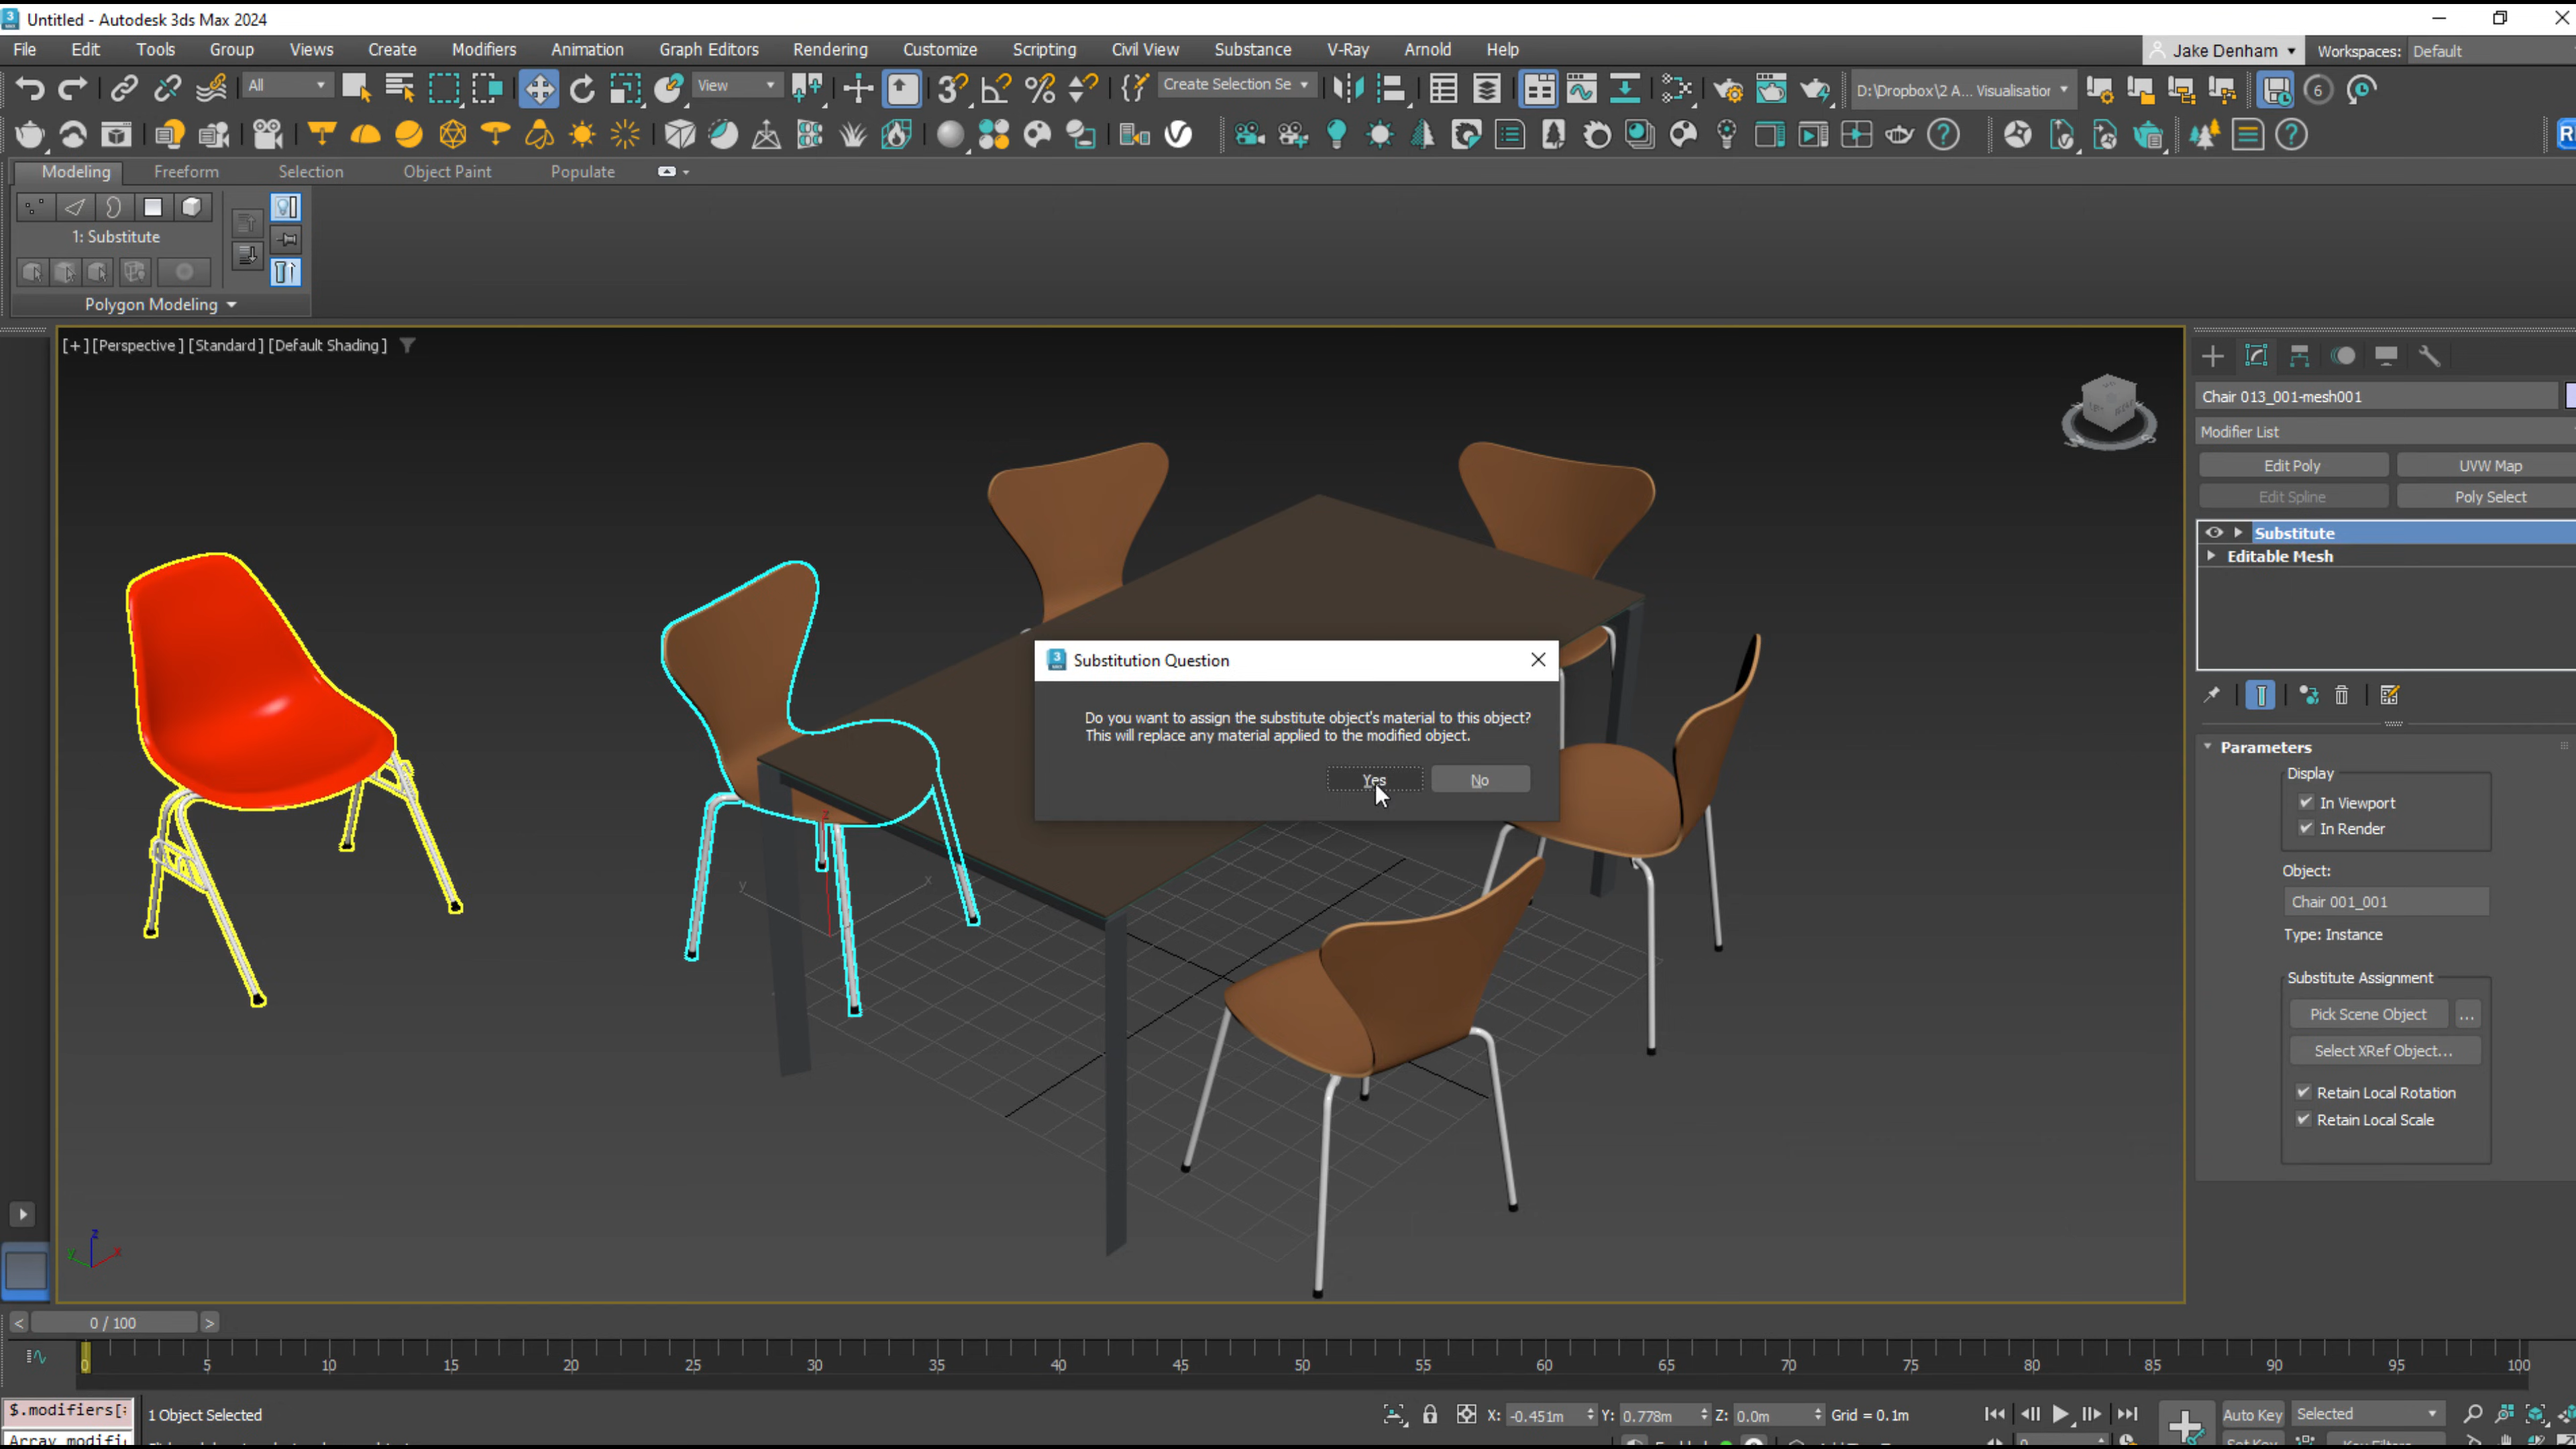 Untitled - Autodesk 3ds Max 2024
File Edit Tools Group Views Create Modifiers Animation Graph Editors Rendering Customize Scripting Civil View Substance V-Ray Arnold Help Jake Denham Workspaces: Default
All View Create Selection Se D:\Dropbox\2 A... Visualisation 6
Modeling Freeform Selection Object Paint Populate
1: Substitute
Polygon Modeling
[+] [Perspective] [Standard] [Default Shading]
Chair 013_001-mesh001
Modifier List
Edit Poly UVW Map
Edit Spline Poly Select
Substitute
Editable Mesh
Substitution Question
Do you want to assign the substitute object's material to this object?
This will replace any material applied to the modified object.
Yes No
Parameters
Display
In Viewport
In Render
Object:
Chair 001_001
Type: Instance
Substitute Assignment
Pick Scene Object ...
Select XRef Object...
Retain Local Rotation
Retain Local Scale
z
y x
z
y x
< 0 / 100 >
0 5 10 15 20 25 30 35 40 45 50 55 60 65 70 75 80 85 90 95 100
$.modifiers[
1 Object Selected
X: -0.451m Y: 0.778m Z: 0.0m Grid = 0.1m
Auto Key Selected